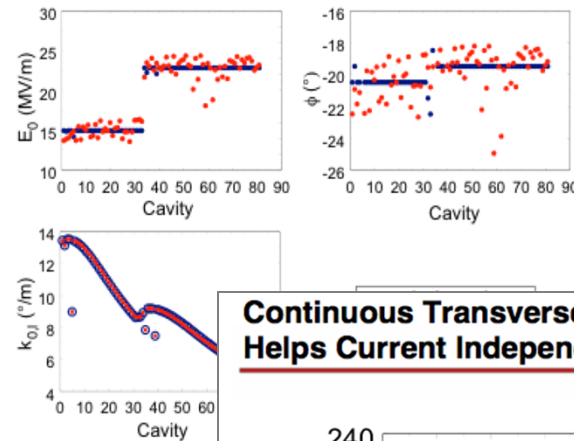 30
25
20
15
10
E0 (MV/m)
0 10 20 30 40 50 60 70 80 90
Cavity
-16
-18
-20
-22
-24
-26
ϕ (°)
0 10 20 30 40 50 60 70 80 90
Cavity
14
12
10
8
6
4
k0,l (°/m)
0 10 20 30 40 50 60
Cavity
Continuous Transverse
Helps Current Indepen
240